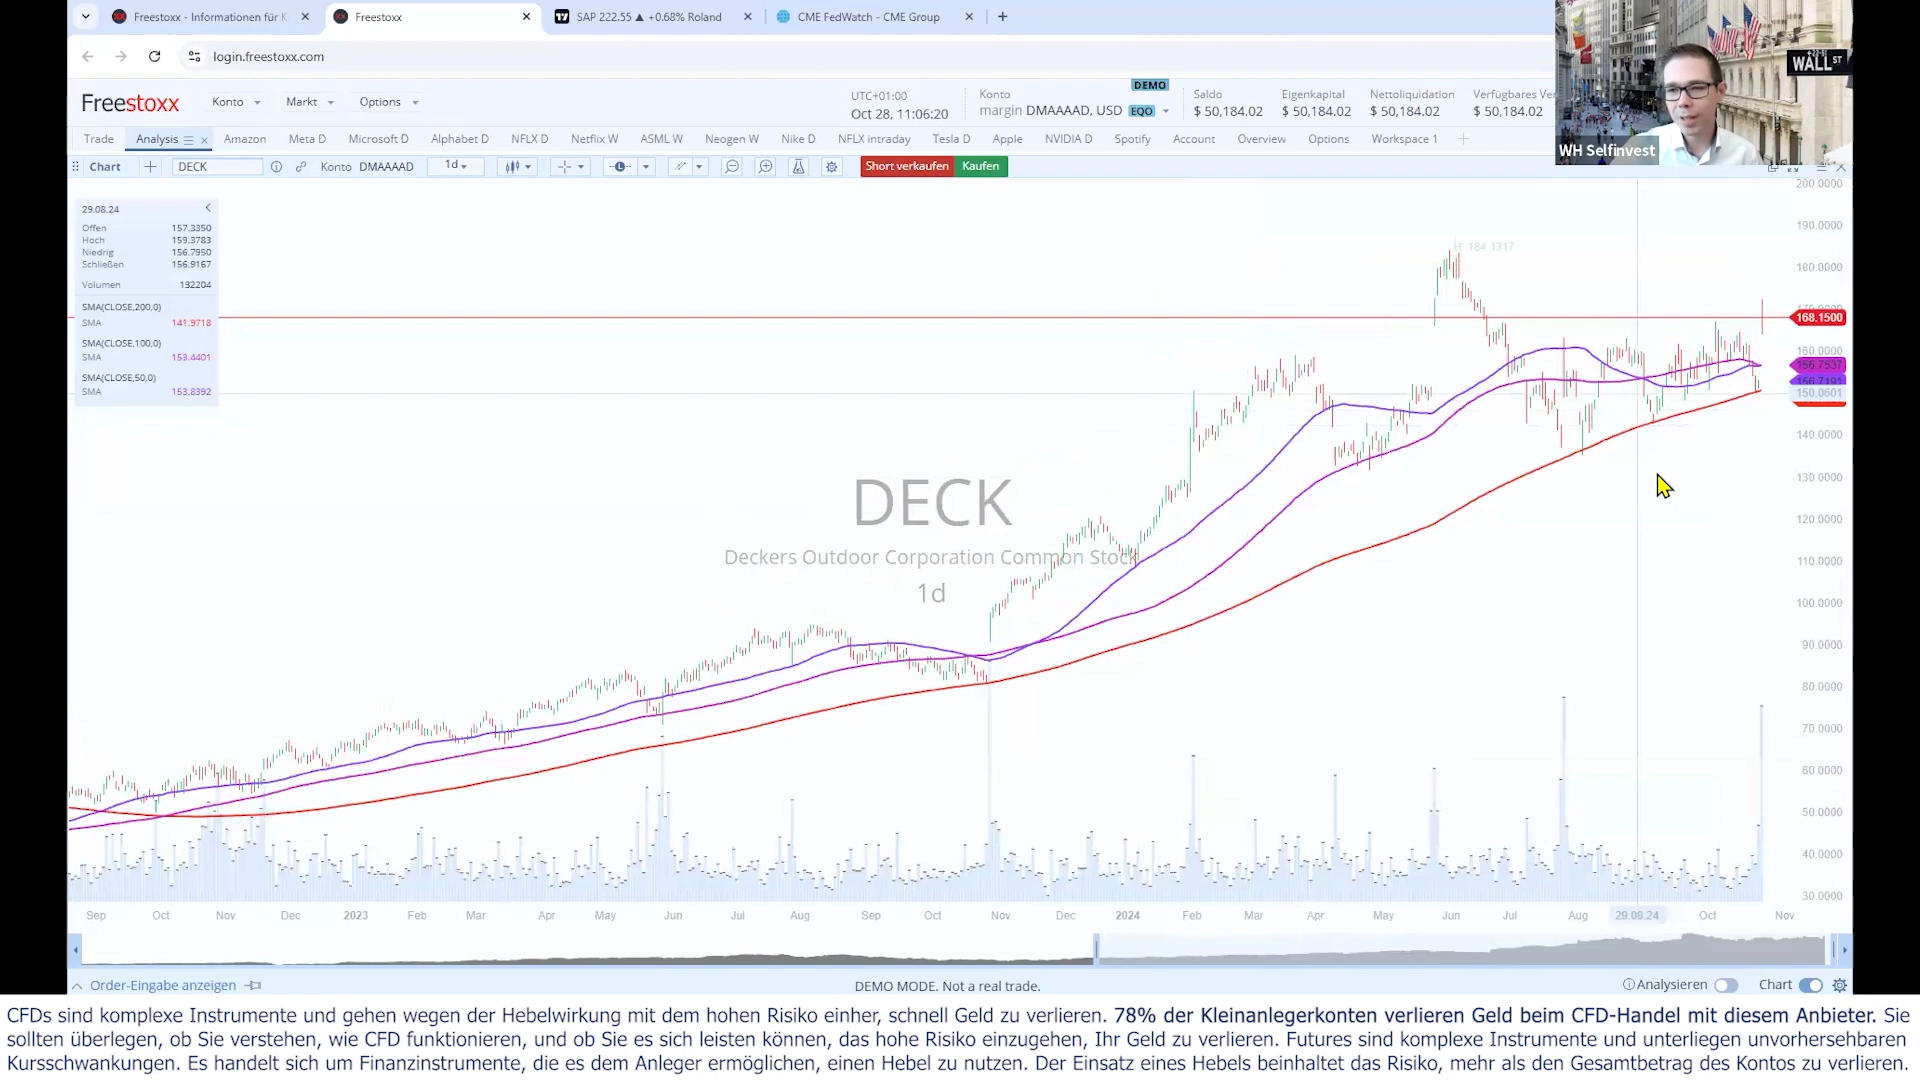 Freestoxx - Informationen für K
Freestoxx
SAP 222.55 ▲ +0.68% Roland
CME FedWatch - CME Group
login.freestoxx.com
WALL ST
WH Selfinvest
Freestoxx
Konto
Markt
Options
UTC+01:00
Oct 28, 11:06:20
DEMO
Konto
margin DMAAAAD, USD EQO
Saldo
$ 50,184.02
Eigenkapital
$ 50,184.02
Nettoliquidation
$ 50,184.02
Verfügbares Ver
$ 50,184.02
Trade Analysis Amazon Meta D Microsoft D Alphabet D NFLX D Netflix W ASML W Neogen W Nike D NFLX intraday Tesla D Apple NVIDIA D Spotify Account Overview Options Workspace 1
Chart DECK Konto DMAAAAD 1d Short verkaufen Kaufen
29.08.24
Offen 157.3350
Hoch 159.3783
Niedrig 156.7950
Schließen 156.9167
Volumen 132204
SMA(CLOSE,200,0)
SMA 141.9718
SMA(CLOSE,100,0)
SMA 153.4401
SMA(CLOSE,50,0)
SMA 153.8392
H: 184.1317
DECK
Deckers Outdoor Corporation Common Stock
1d
200.0000
190.0000
180.0000
170.0000
168.1500
160.0000
156.7537
156.7191
150.0601
140.0000
130.0000
120.0000
110.0000
100.0000
90.0000
80.0000
70.0000
60.0000
50.0000
40.0000
30.0000
Sep Oct Nov Dec 2023 Feb Mar Apr May Jun Jul Aug Sep Oct Nov Dec 2024 Feb Mar Apr May Jun Jul Aug 29.08.24 Oct Nov
Order-Eingabe anzeigen
DEMO MODE. Not a real trade.
Analysieren
Chart
CFDs sind komplexe Instrumente und gehen wegen der Hebelwirkung mit dem hohen Risiko einher, schnell Geld zu verlieren. 78% der Kleinanlegerkonten verlieren Geld beim CFD-Handel mit diesem Anbieter. Sie
sollten überlegen, ob Sie verstehen, wie CFD funktionieren, und ob Sie es sich leisten können, das hohe Risiko einzugehen, Ihr Geld zu verlieren. Futures sind komplexe Instrumente und unterliegen unvorhersehbaren
Kursschwankungen. Es handelt sich um Finanzinstrumente, die es dem Anleger ermöglichen, einen Hebel zu nutzen. Der Einsatz eines Hebels beinhaltet das Risiko, mehr als den Gesamtbetrag des Kontos zu verlieren.